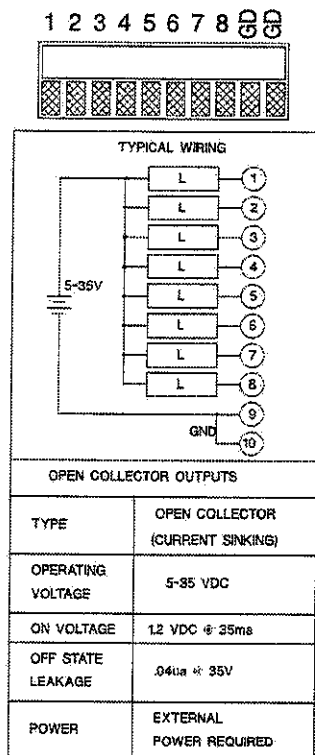 1 2 3 4 5 6 7 8 GD GD
TYPICAL WIRING
L 1
L 2
L 3
L 4
5-35V
L 5
L 6
L 7
L 8
9
GND
10
OPEN COLLECTOR OUTPUTS
TYPE
OPEN COLLECTOR
(CURRENT SINKING)
OPERATING
VOLTAGE
5-35 VDC
ON VOLTAGE
1.2 VDC @ 35ma
OFF STATE
LEAKAGE
.04ua @ 35V
POWER
EXTERNAL
POWER REQUIRED